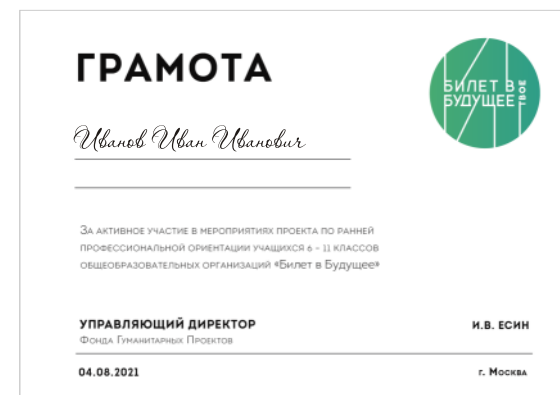 ГРАМОТА
БИЛЕТ В
БУДУЩЕЕ
ТВОЕ
Иванов Иван Иванович
За активное участие в мероприятиях проекта по ранней
профессиональной ориентации учащихся 6 - 11 классов
общеобразовательных организаций «Билет в Будущее»
УПРАВЛЯЮЩИЙ ДИРЕКТОР
И.В. ЕСИН
Фонда Гуманитарных Проектов
04.08.2021
г. Москва